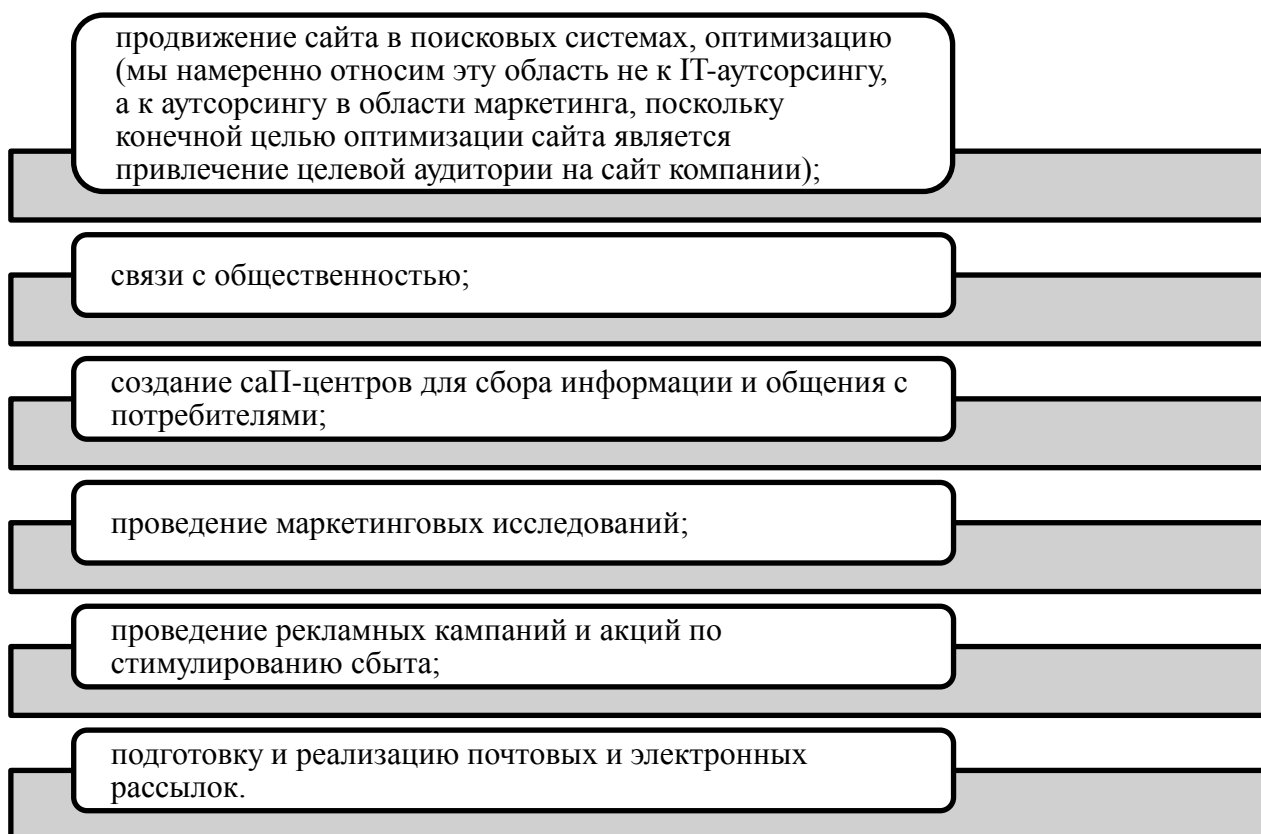 продвижение сайта в поисковых системах, оптимизацию
(мы намеренно относим эту область не к IT-аутсорсингу,
а к аутсорсингу в области маркетинга, поскольку
конечной целью оптимизации сайта является
привлечение целевой аудитории на сайт компании);
связи с общественностью;
создание саП-центров для сбора информации и общения с
потребителями;
проведение маркетинговых исследований;
проведение рекламных кампаний и акций по
стимулированию сбыта;
подготовку и реализацию почтовых и электронных
рассылок.